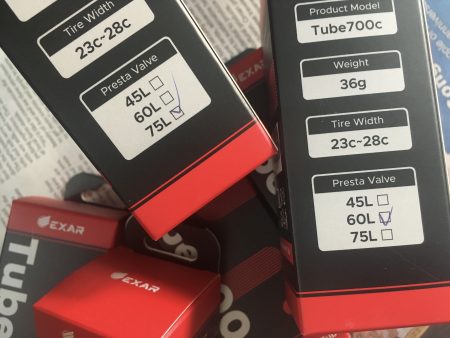 Tire Width
23c~28c
Presta Valve
45L
60L
75L
Product Model
Tube700c
Weight
36g
Tire Width
23c~28c
Presta Valve
45L
60L
75L
EXAR
Tube
EXAR